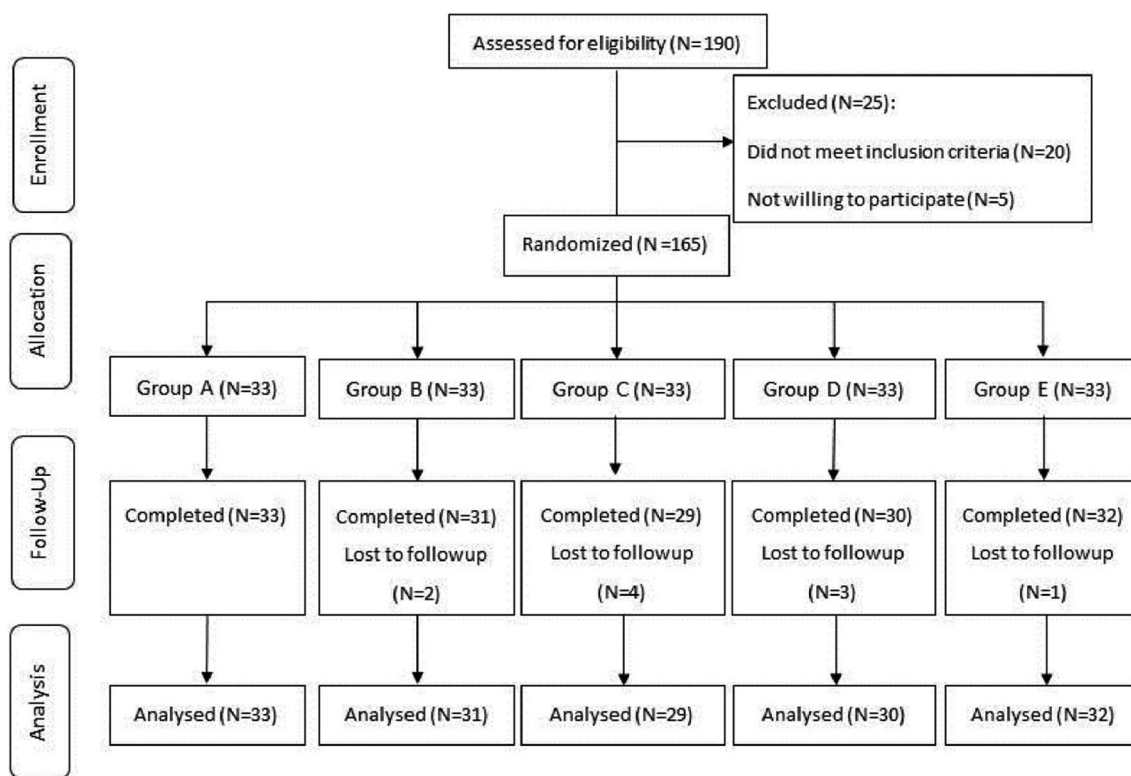 Enrollment
Assessed for eligibility (N=190)
Excluded (N=25):
Did not meet inclusion criteria (N=20)
Not willing to participate (N=5)
Randomized (N =165)
Allocation
Group A (N=33)
Group B (N=33)
Group C (N=33)
Group D (N=33)
Group E (N=33)
Follow-Up
Completed (N=33)
Completed (N=31)
Lost to followup
(N=2)
Completed (N=29)
Lost to followup
(N=4)
Completed (N=30)
Lost to followup
(N=3)
Completed (N=32)
Lost to followup
(N=1)
Analysis
Analysed (N=33)
Analysed (N=31)
Analysed (N=29)
Analysed (N=30)
Analysed (N=32)